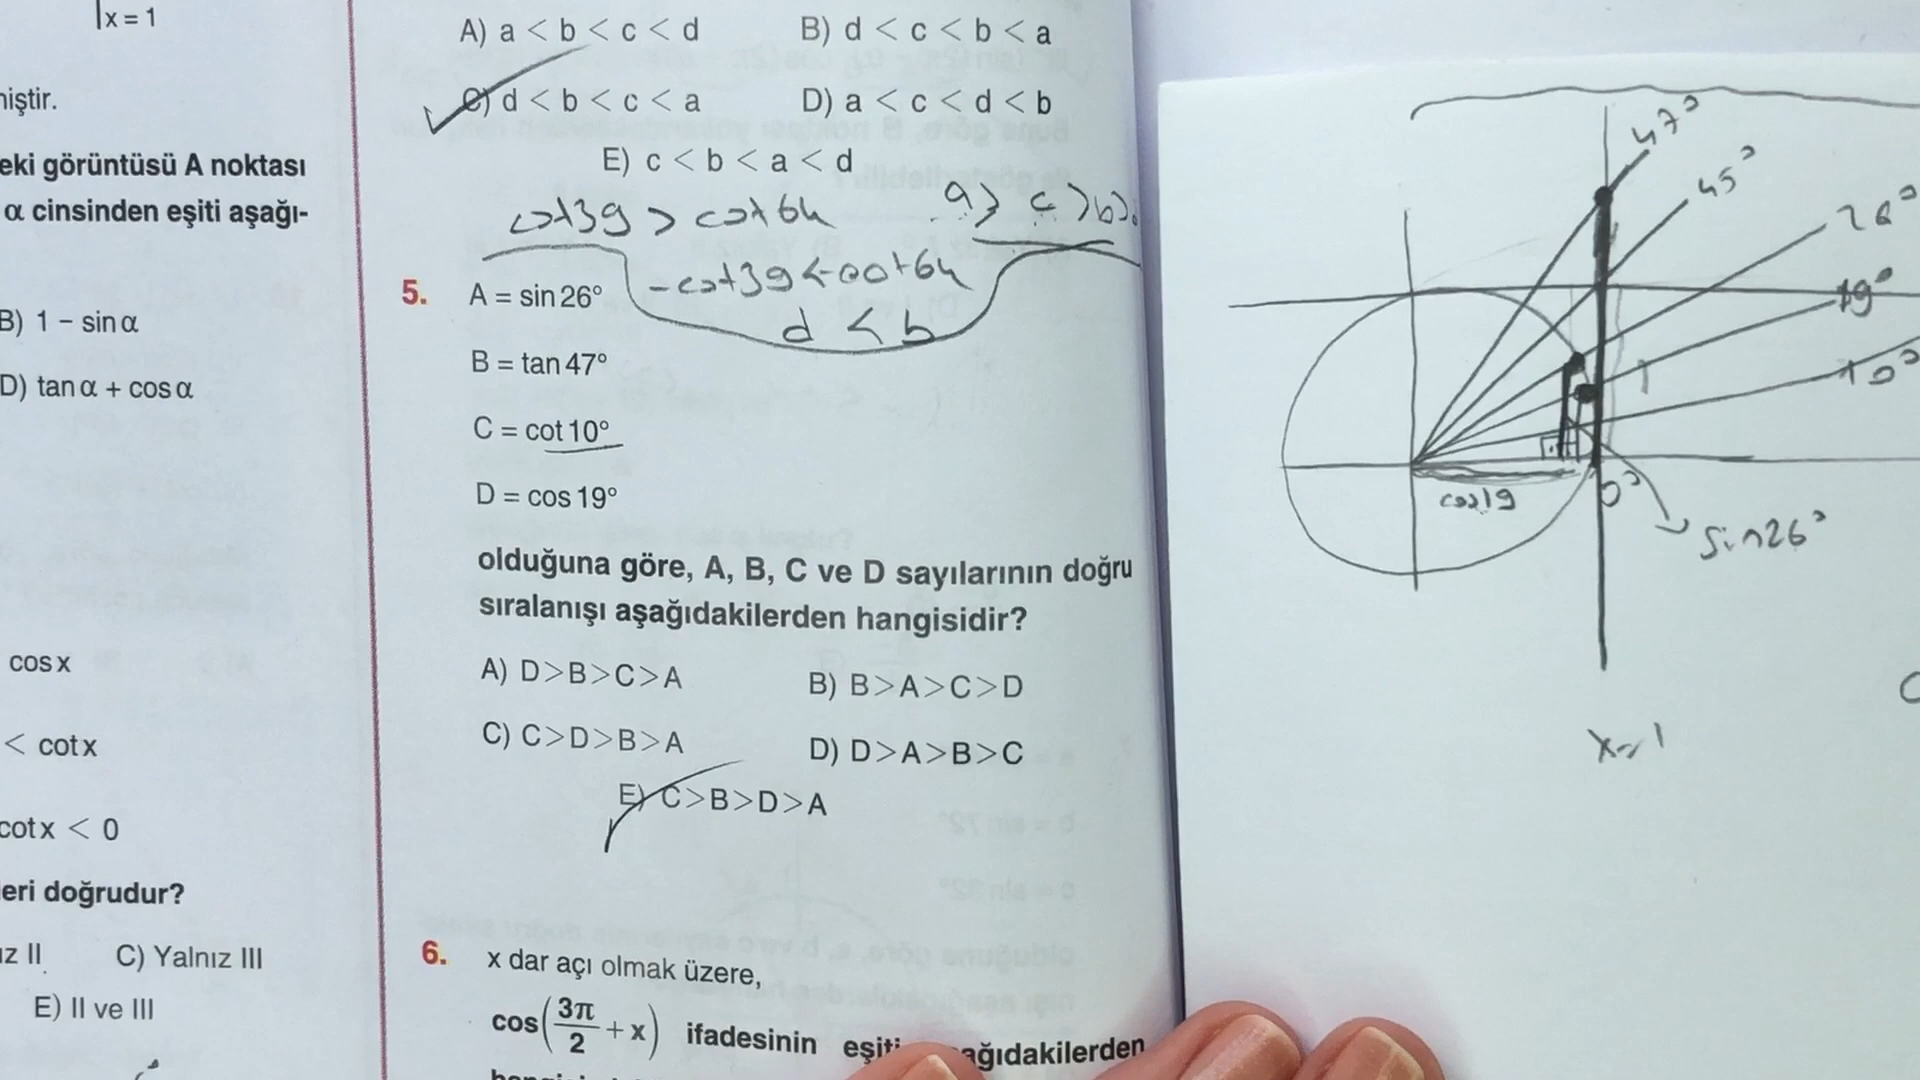 x = 1
niştir.
eki görüntüsü A noktası
α cinsinden eşiti aşağı-
B) 1 − sin α
D) tan α + cos α
cos x
< cot x
cot x < 0
eri doğrudur?
ız II C) Yalnız III
E) II ve III
A) a < b < c < d B) d < c < b < a
C) d < b < c < a D) a < c < d < b
E) c < b < a < d
cot39 > cot64 a > c > b >
-cot39 < -cot64
d < b
5. A = sin 26°
B = tan 47°
C = cot 10°
D = cos 19°
olduğuna göre, A, B, C ve D sayılarının doğru
sıralanışı aşağıdakilerden hangisidir?
A) D>B>C>A B) B>A>C>D
C) C>D>B>A D) D>A>B>C
E) C>B>D>A
6. x dar açı olmak üzere,
cos(3π/2 + x) ifadesinin eşiti ağıdakilerden
47°
45°
26°
19°
10°
0°
cos19
sin26°
x=1